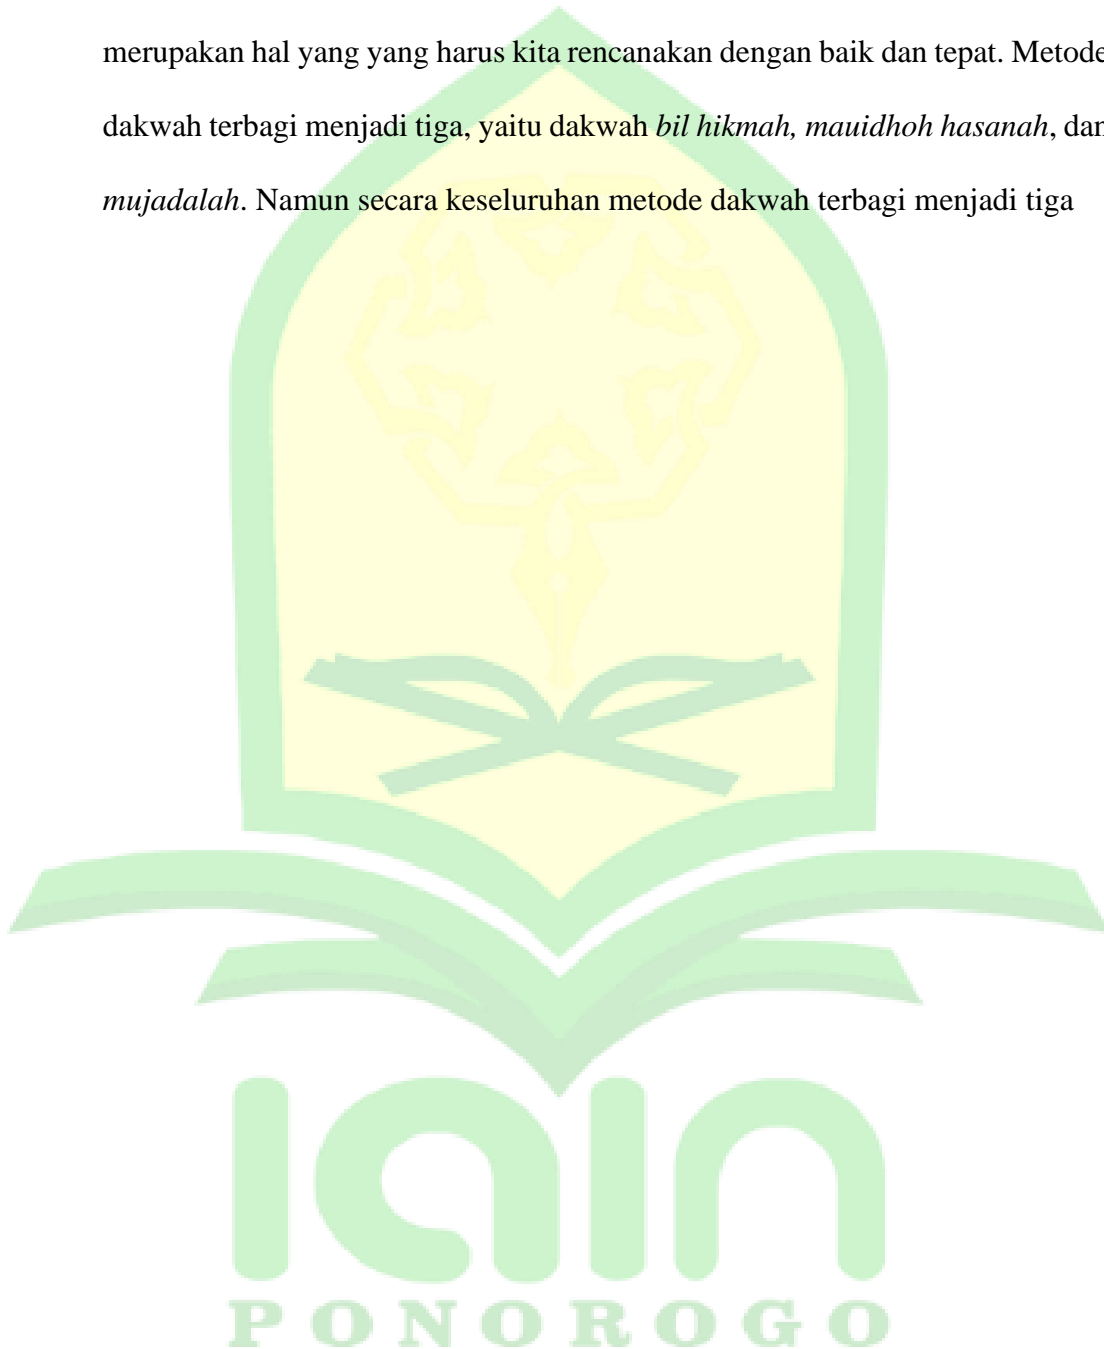 merupakan hal yang yang harus kita rencanakan dengan baik dan tepat. Metode
dakwah terbagi menjadi tiga, yaitu dakwah bil hikmah, mauidhoh hasanah, dan
mujadalah. Namun secara keseluruhan metode dakwah terbagi menjadi tiga
iain
PONOROGO